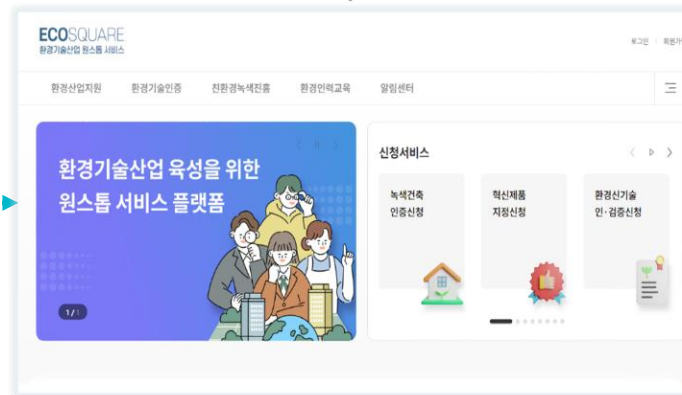 ECOSQUARE
환경기술산업 원스톱 서비스
로그인
환경산업지원 환경기술인증 친환경녹색진흥 환경인력교육 알림센터
환경기술산업 육성을 위한
원스톱 서비스 플랫폼
1/1
신청서비스
녹색건축
인증신청
혁신제품
지정신청
환경신기술
인·검증신청